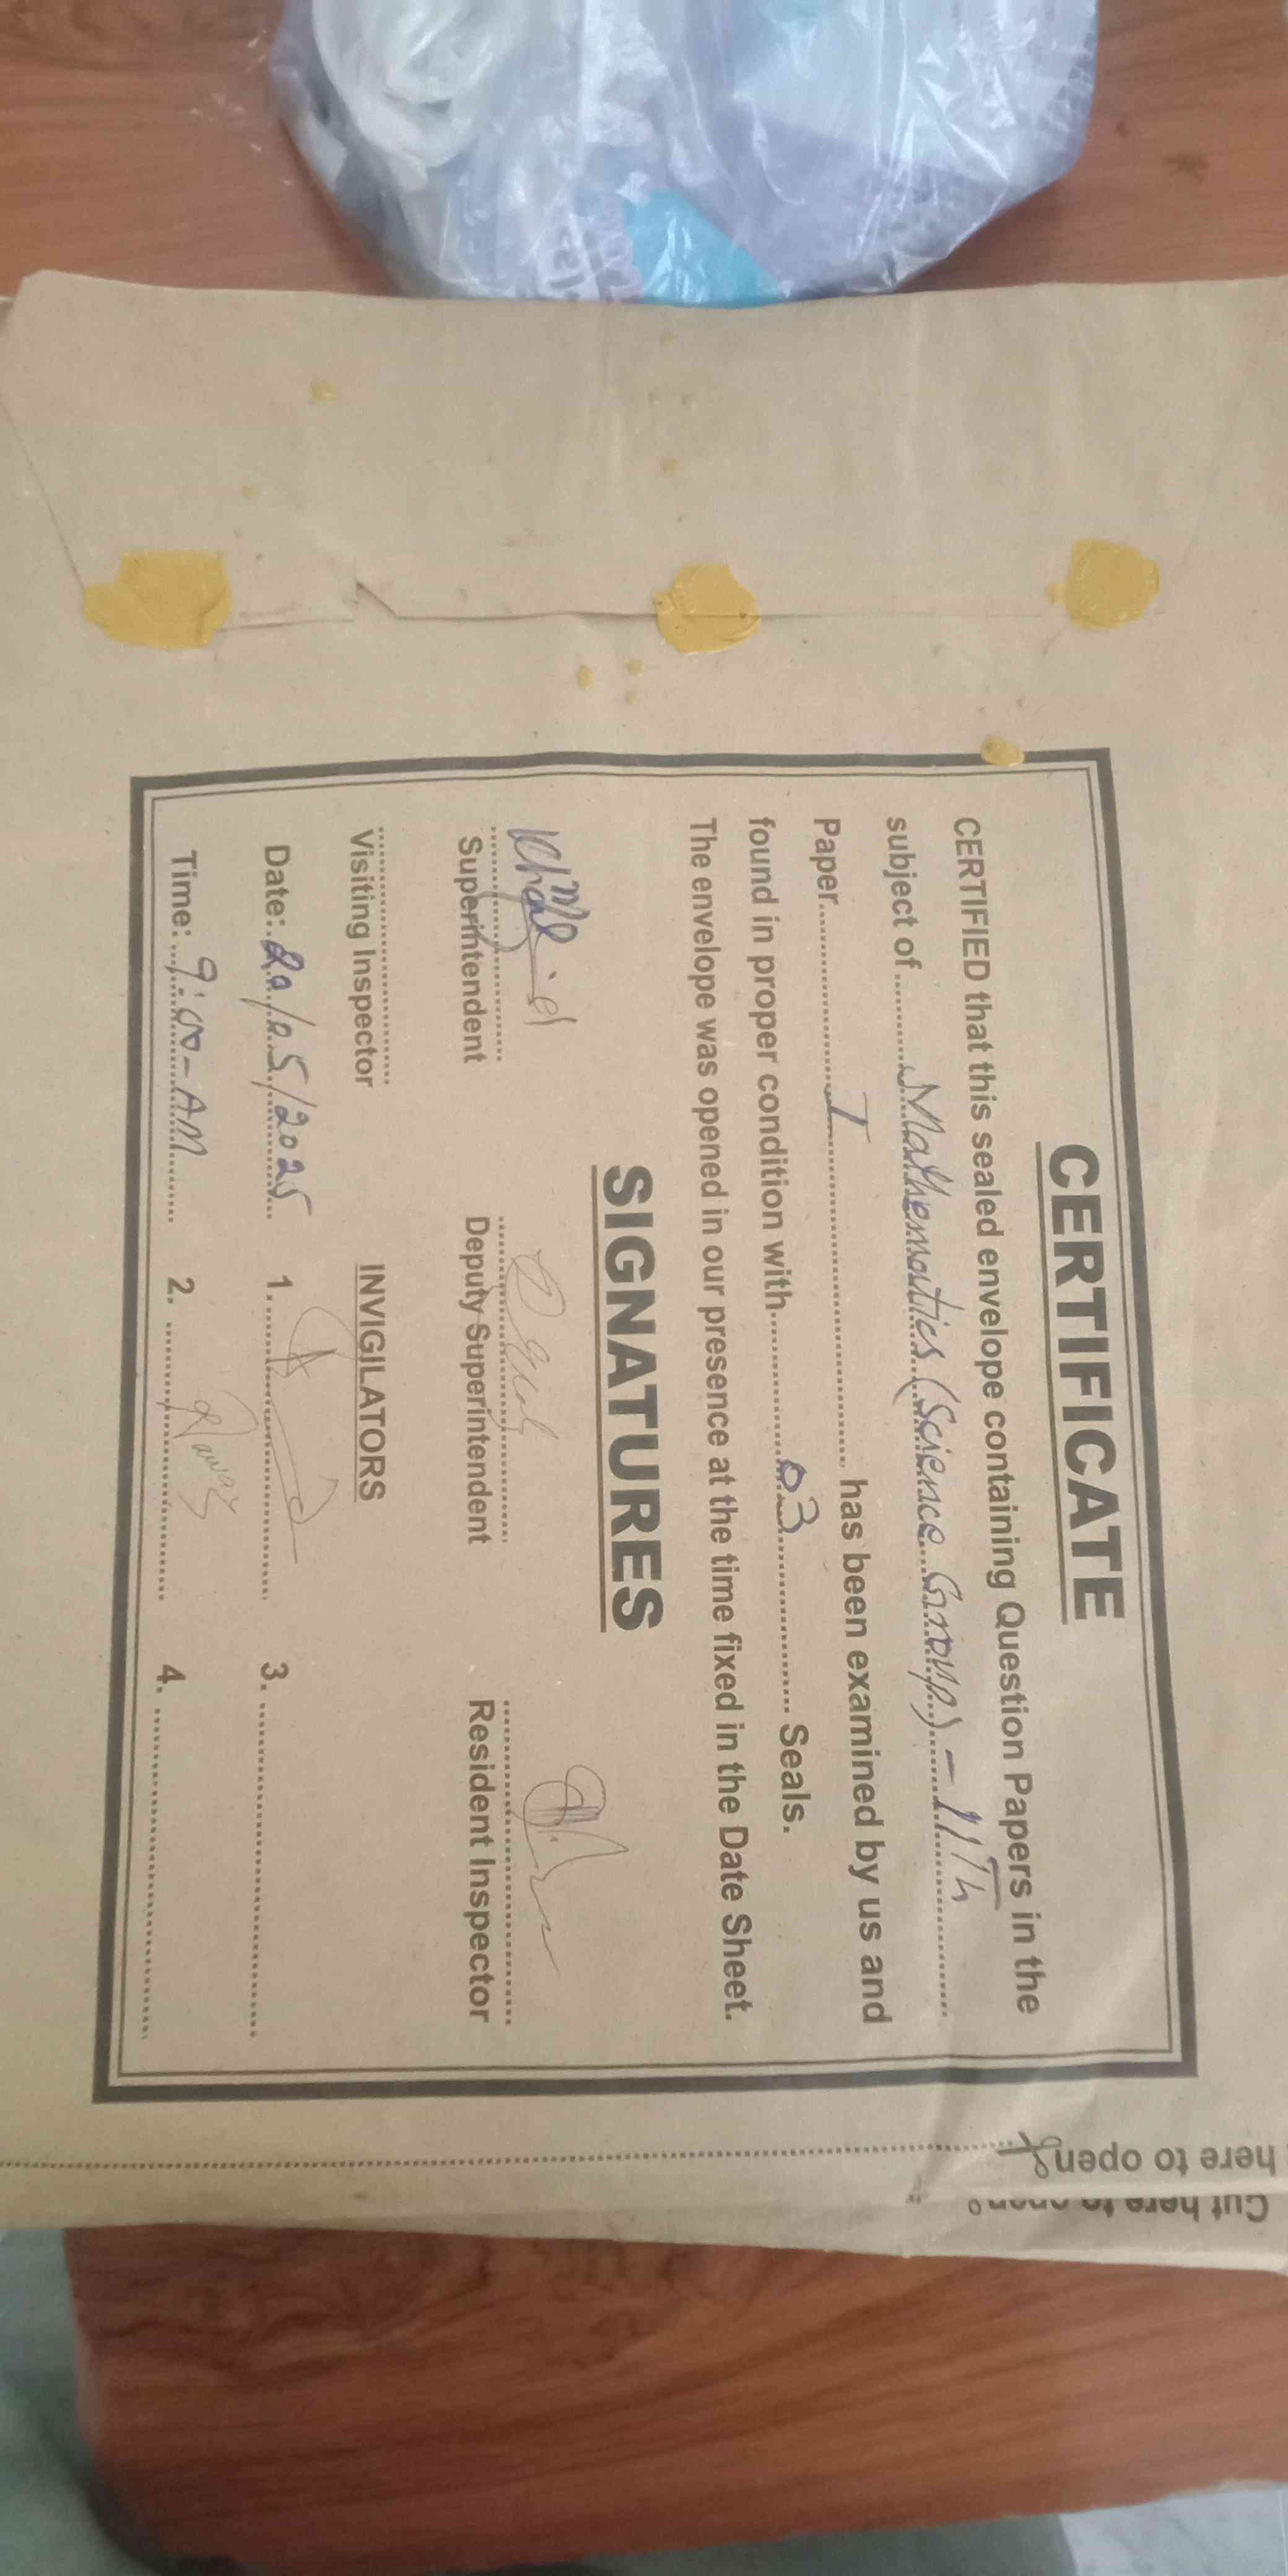 CERTIFICATE
CERTIFIED that this sealed envelope containing Question Papers in the
subject of ..... Mathematics (Science Group) - 11th
Paper..... I ..... has been examined by us and
found in proper condition with..... 03 ..... Seals.
The envelope was opened in our presence at the time fixed in the Date Sheet.
SIGNATURES
Superintendent Deputy Superintendent Resident Inspector
Visiting Inspector INVIGILATORS
Date: 20/05/2025 1. 3.
Time: 9:00-AM 2. 4.
here to open
Cut here to open